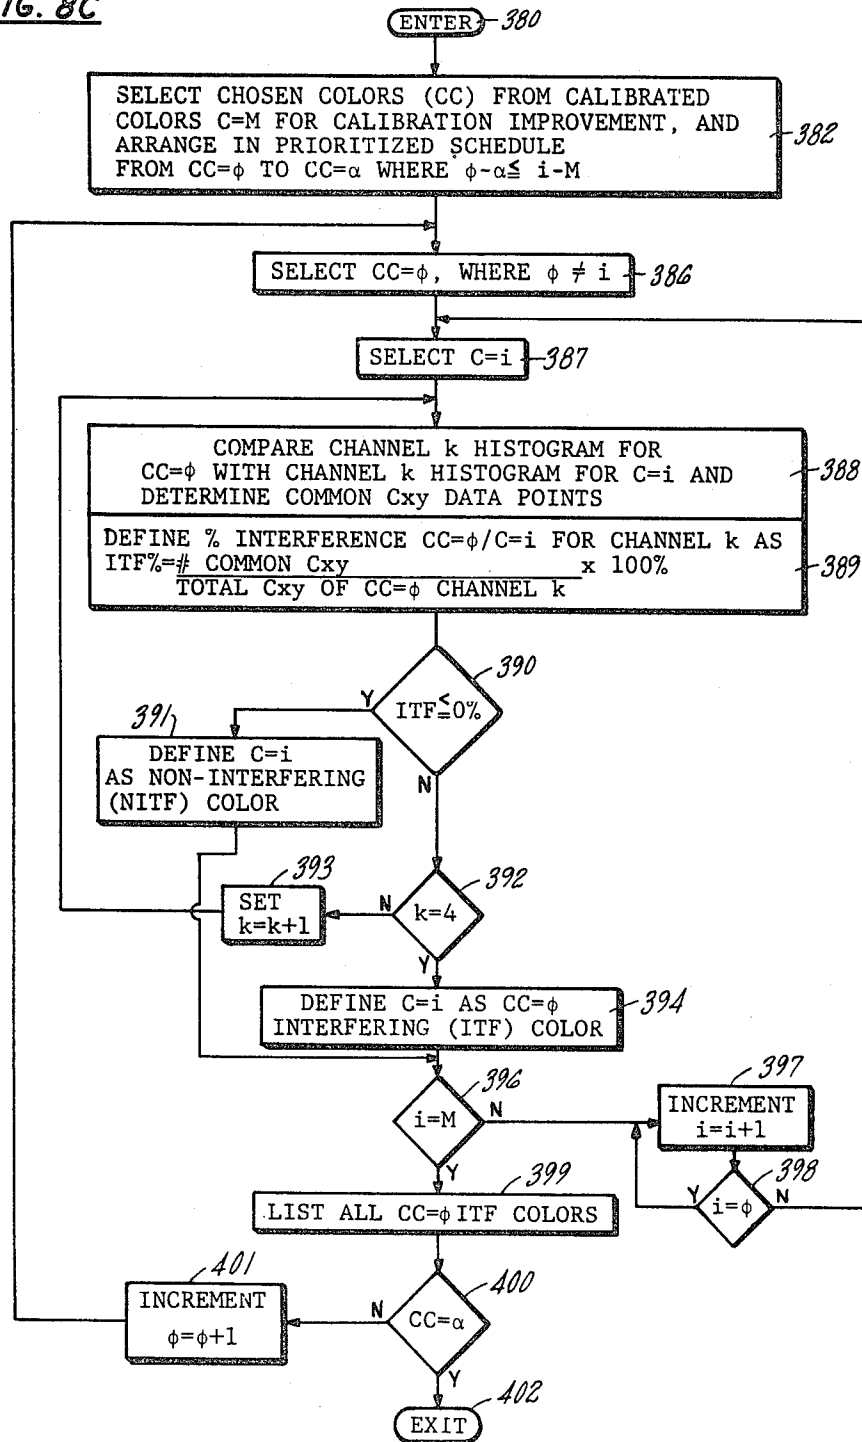 IG. 8C
ENTER 380
SELECT CHOSEN COLORS (CC) FROM CALIBRATED
COLORS C=M FOR CALIBRATION IMPROVEMENT, AND
ARRANGE IN PRIORITIZED SCHEDULE
FROM CC=ϕ TO CC=α WHERE ϕ-α≦ i-M
382
SELECT CC=ϕ, WHERE ϕ ≠ i
386
SELECT C=i
387
COMPARE CHANNEL k HISTOGRAM FOR
CC=ϕ WITH CHANNEL k HISTOGRAM FOR C=i AND
DETERMINE COMMON Cxy DATA POINTS
388
DEFINE % INTERFERENCE CC=ϕ/C=i FOR CHANNEL k AS
ITF%=# COMMON Cxy x 100%
TOTAL Cxy OF CC=ϕ CHANNEL k
389
390
ITF≦0%
Y
N
391
DEFINE C=i
AS NON-INTERFERING
(NITF) COLOR
393
SET
k=k+1
392
k=4
N
Y
DEFINE C=i AS CC=ϕ
INTERFERING (ITF) COLOR
394
396
i=M
N
Y
397
INCREMENT
i=i+1
398
i=ϕ
Y
N
399
LIST ALL CC=ϕ ITF COLORS
400
CC=α
N
Y
401
INCREMENT
ϕ=ϕ+1
402
EXIT